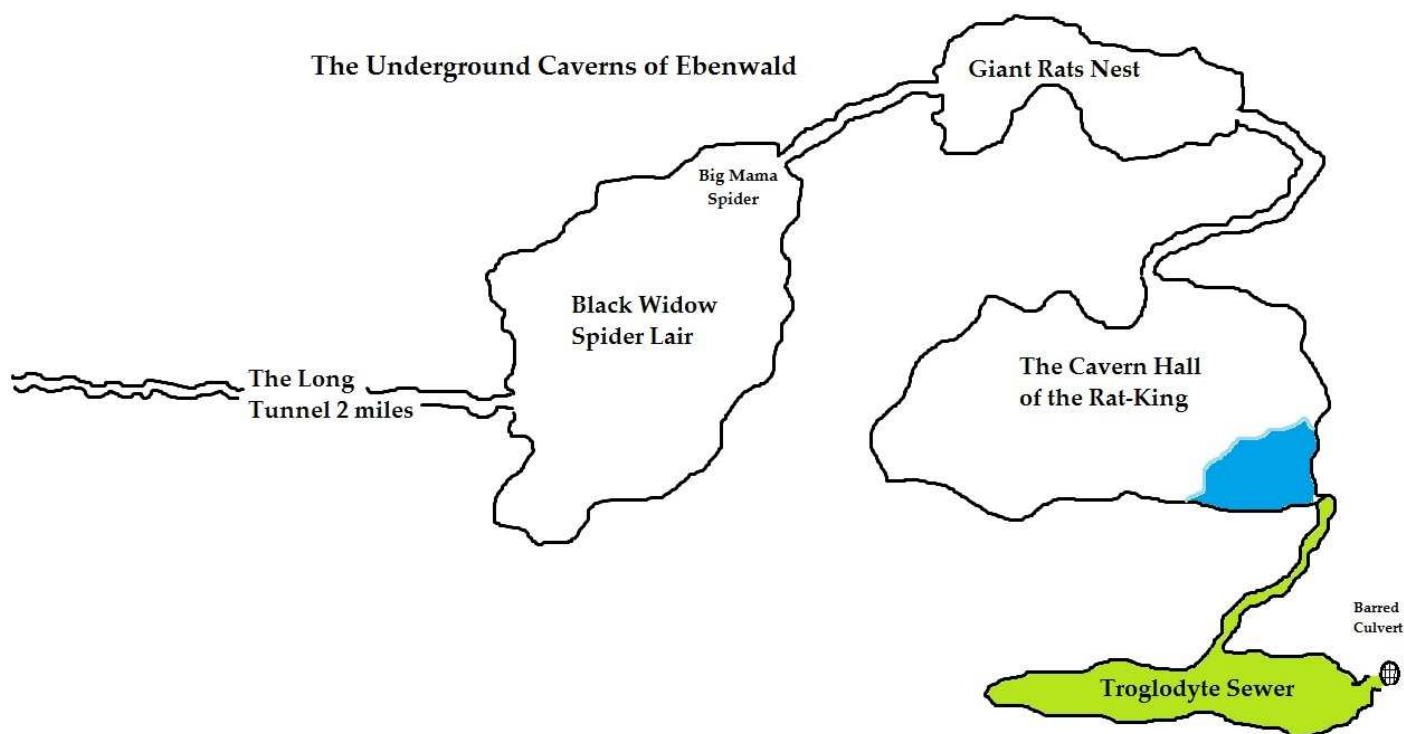 The Underground Caverns of Ebenwald
Giant Rats Nest
Big Mama
Spider
Black Widow
Spider Lair
The Long
Tunnel 2 miles
The Cavern Hall
of the Rat-King
Barred
Culvert
Troglodyte Sewer